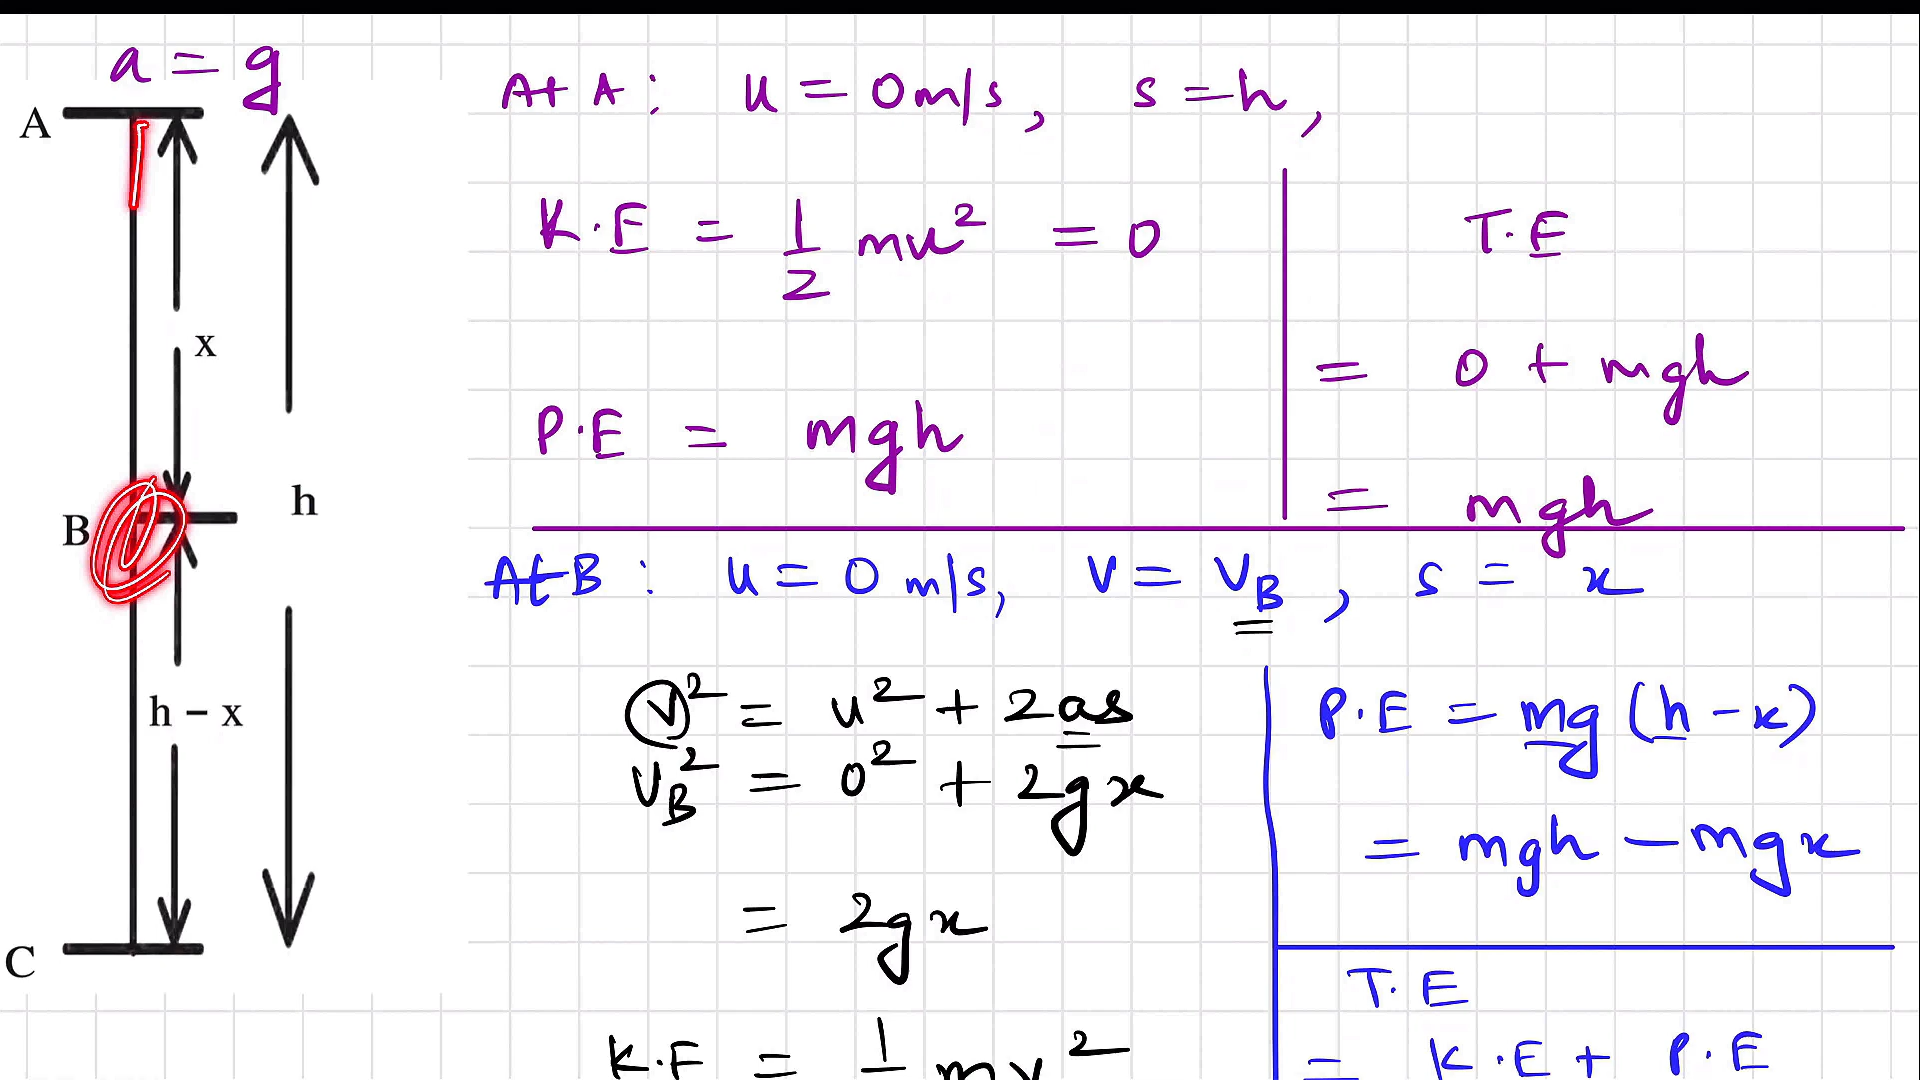 a = g
A
x
B
h
h – x
C
At A : u = 0 m/s , s = h ,
K.E = 1/2 mu² = 0
P.E = mgh
T.E
= 0 + mgh
= mgh
At B : u = 0 m/s, v = v_B , s = x
v² = u² + 2as
v_B² = 0² + 2gx
= 2gx
K.E = 1 mv²
P.E = mg (h – x)
= mgh – mgx
T.E
= K.E + P.E